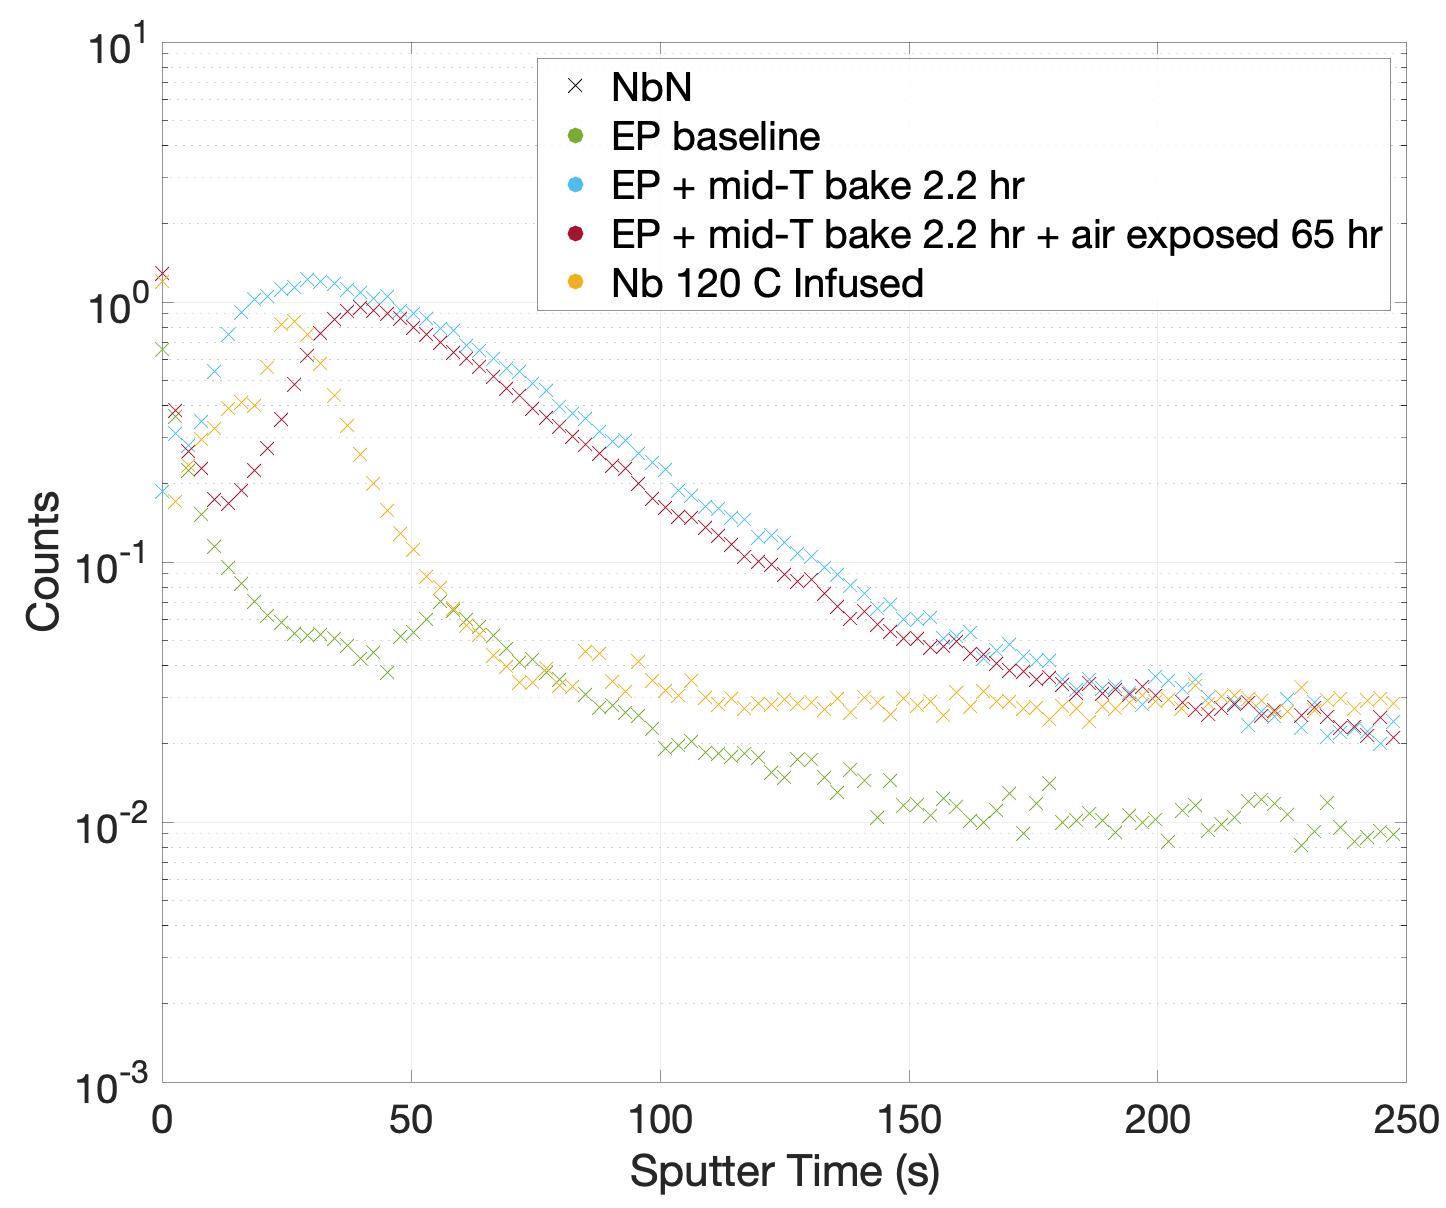 10^1
10^0
10^-1
10^-2
10^-3
Counts
NbN
EP baseline
EP + mid-T bake 2.2 hr
EP + mid-T bake 2.2 hr + air exposed 65 hr
Nb 120 C Infused
0 50 100 150 200 250
Sputter Time (s)